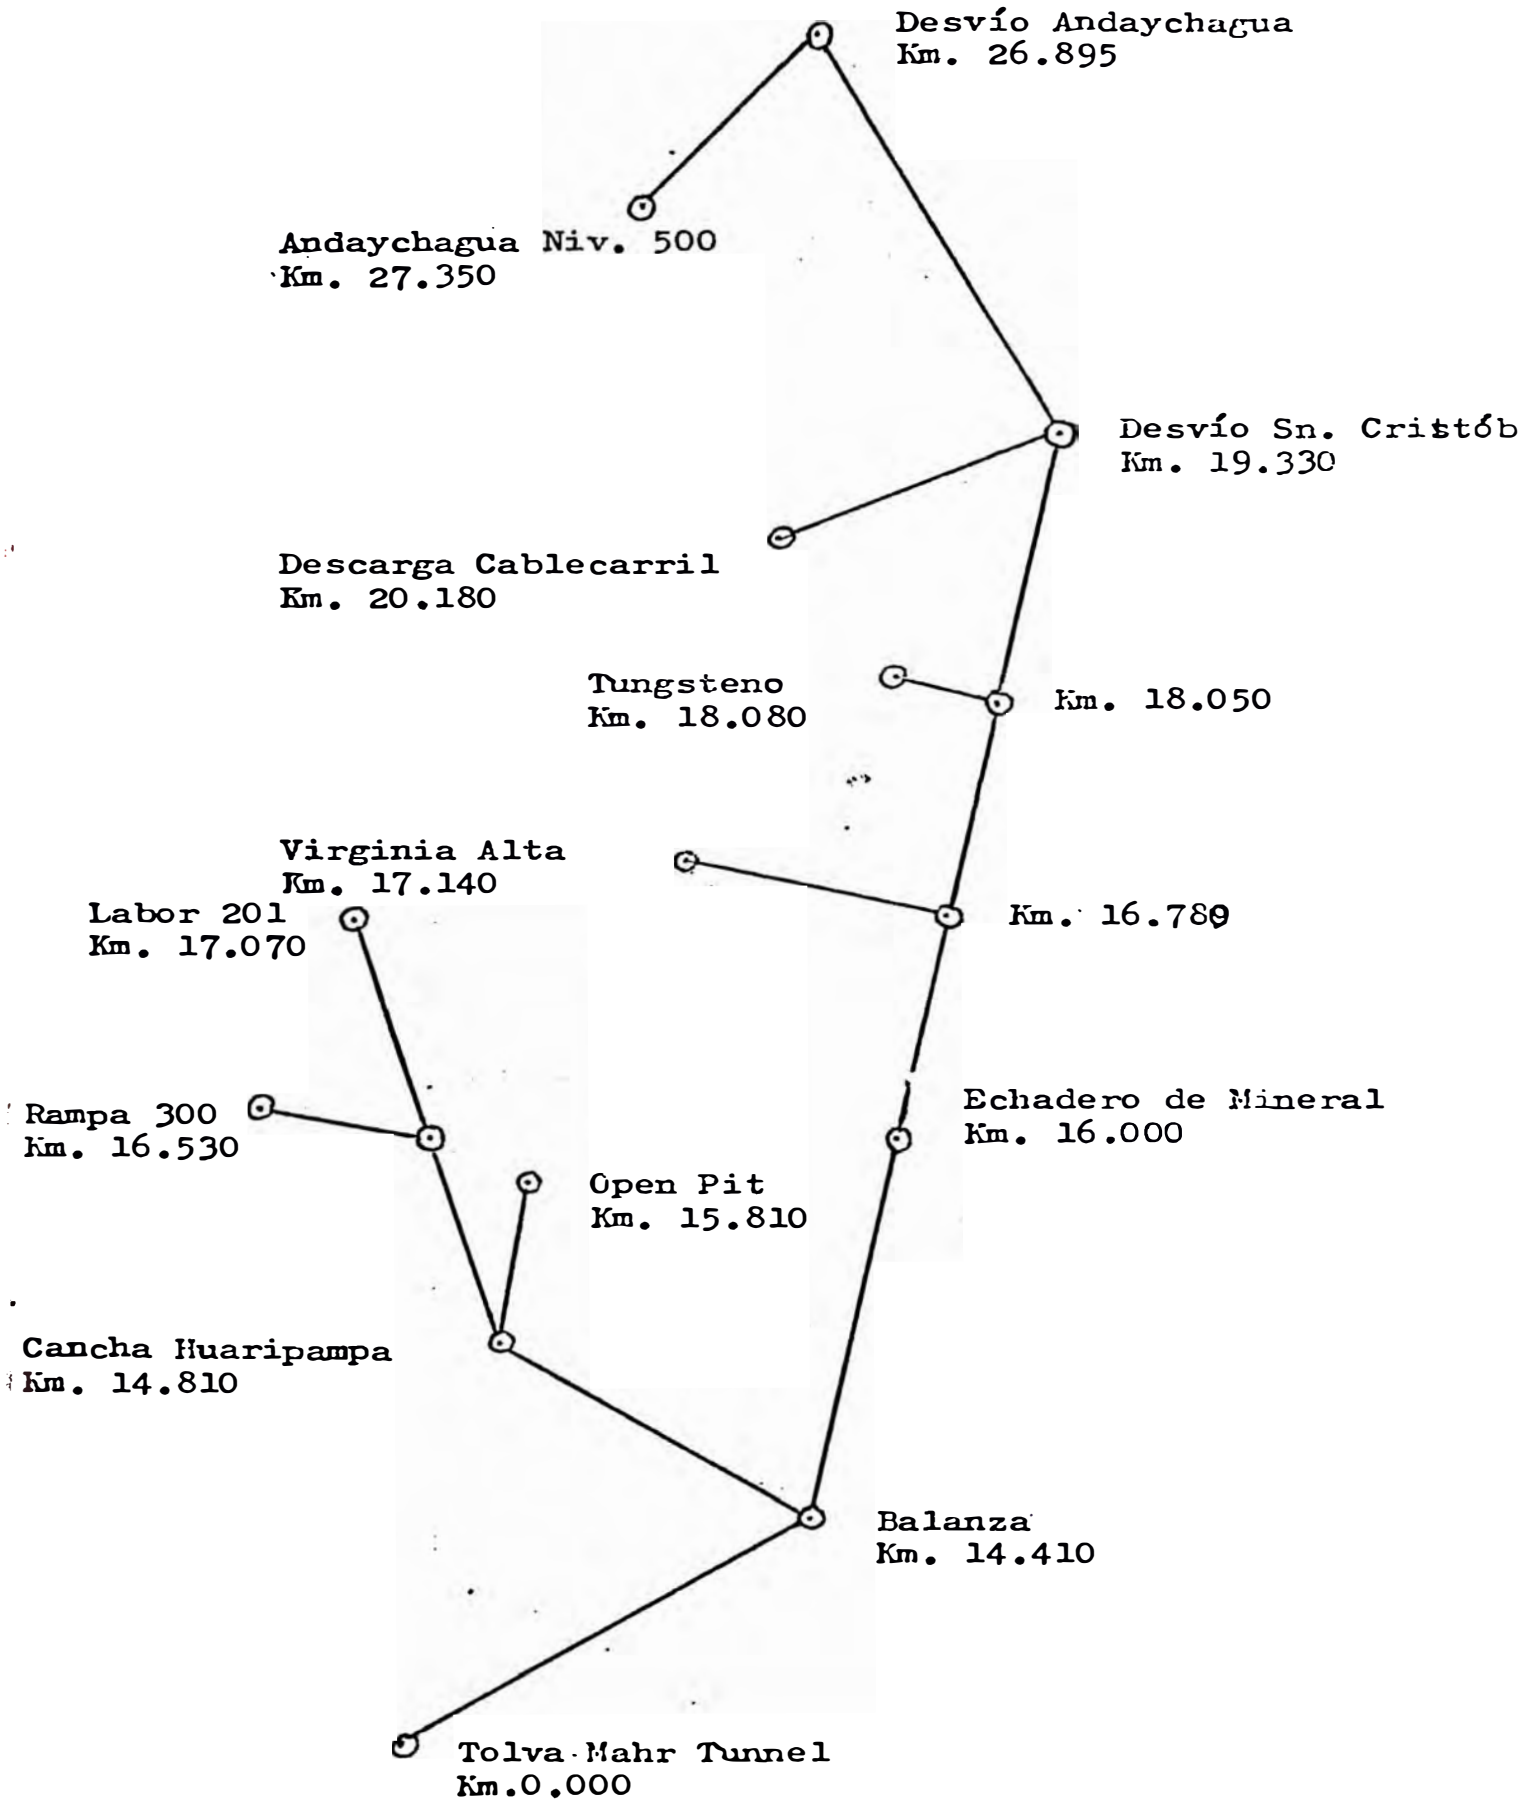 Desvío Andaychagua
Km. 26.895
Andaychagua Niv. 500
Km. 27.350
Desvío Sn. Cristób
Km. 19.330
Descarga Cablecarril
Km. 20.180
Tungsteno
Km. 18.080
Km. 18.050
Virginia Alta
Km. 17.140
Labor 201
Km. 17.070
Km. 16.780
Rampa 300
Km. 16.530
Echadero de Mineral
Km. 16.000
Open Pit
Km. 15.810
Cancha Huaripampa
Km. 14.810
Balanza
Km. 14.410
Tolva Mahr Tunnel
Km.0.000